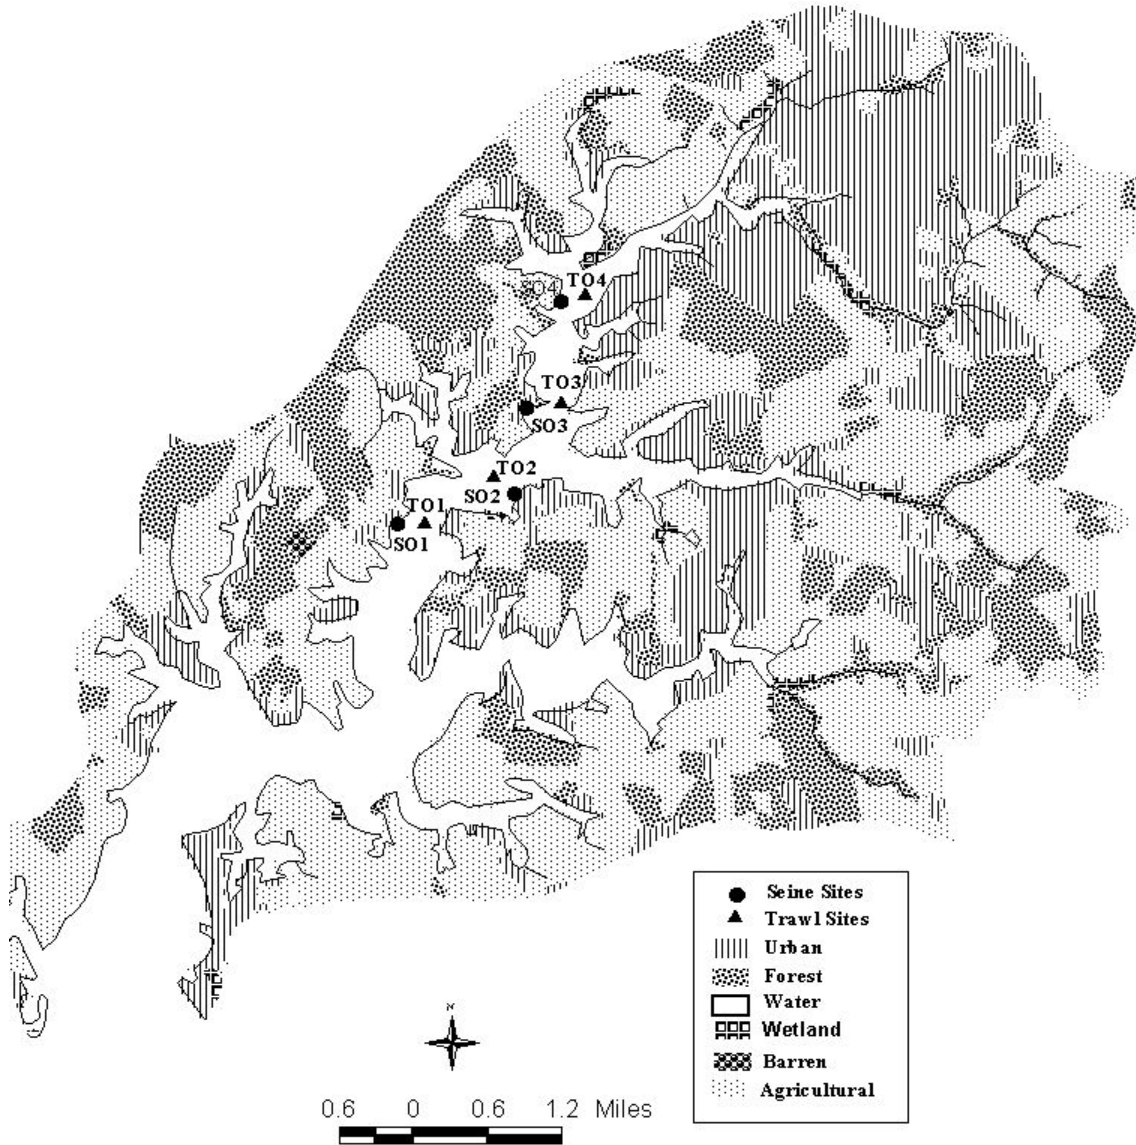 SO4
TO4
TO3
SO3
TO2
SO2
TO1
SO1
Seine Sites
Trawl Sites
Urban
Forest
Water
Wetland
Barren
Agricultural
N
0.6 0 0.6 1.2 Miles